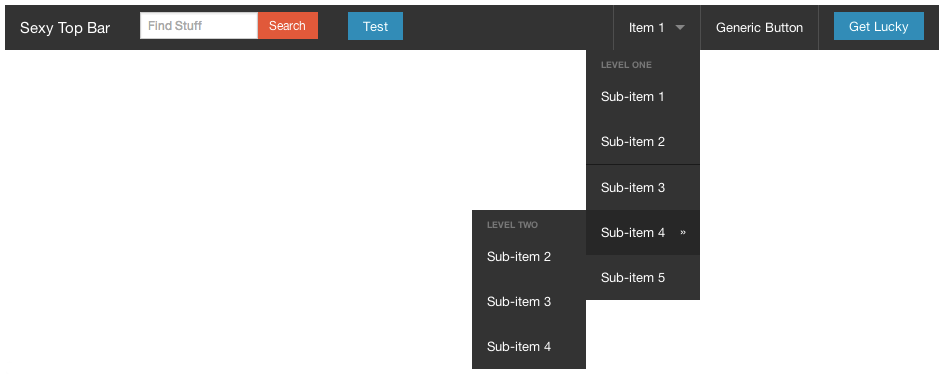 Sexy Top Bar Find Stuff Search Test Item 1 Generic Button Get Lucky
LEVEL ONE
Sub-item 1
Sub-item 2
Sub-item 3
Sub-item 4 »
Sub-item 5
LEVEL TWO
Sub-item 2
Sub-item 3
Sub-item 4